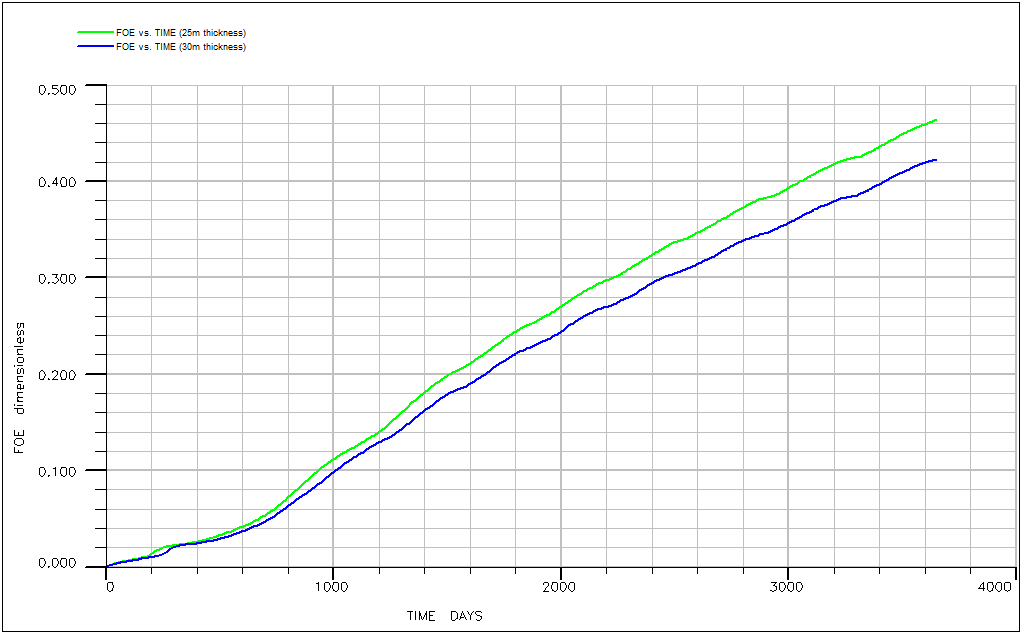 FOE vs. TIME (25m thickness)
FOE vs. TIME (30m thickness)
0.500
0.400
0.300
0.200
0.100
0.000
FOE dimensionless
0 1000 2000 3000 4000
TIME DAYS